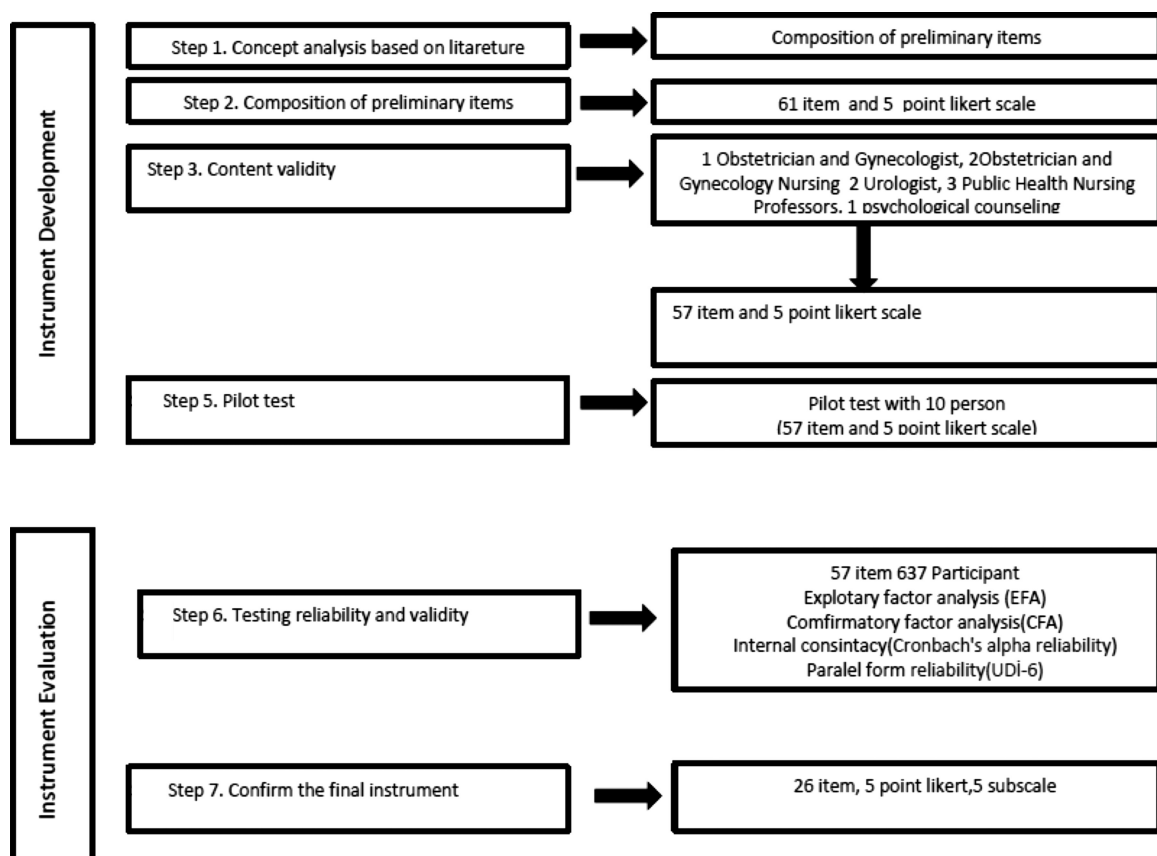 Instrument Development
Step 1. Concept analysis based on litareture
Composition of preliminary items
Step 2. Composition of preliminary items
61 item and 5 point likert scale
Step 3. Content validity
1 Obstetrician and Gynecologist, 2Obstetrician and
Gynecology Nursing 2 Urologist, 3 Public Health Nursing
Professors. 1 psychological counseling
57 item and 5 point likert scale
Step 5. Pilot test
Pilot test with 10 person
(57 item and 5 point likert scale)
Instrument Evaluation
Step 6. Testing reliability and validity
57 item 637 Participant
Explotary factor analysis (EFA)
Comfirmatory factor analysis(CFA)
Internal consintacy(Cronbach's alpha reliability)
Paralel form reliability(UDİ-6)
Step 7. Confirm the final instrument
26 item, 5 point likert,5 subscale